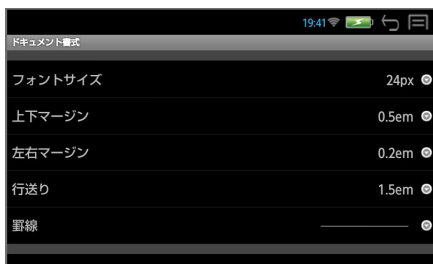 19:41
ドキュメント書式
フォントサイズ 24px
上下マージン 0.5em
左右マージン 0.2em
行送り 1.5em
罫線